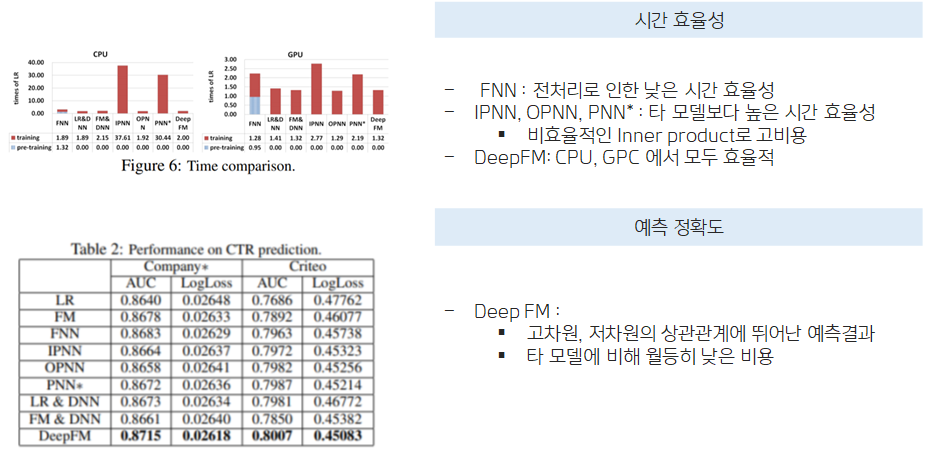 시간 효율성
CPU
times of LR
40.00
30.00
20.00
10.00
0.00
FNN LR&D NN FM& DNN IPNN OPN N PNN* Deep FM
training 1.89 1.89 2.15 37.61 1.92 30.44 2.00
pre-training 1.32 0.00 0.00 0.00 0.00 0.00 0.00
GPU
times of LR
3.00
2.50
2.00
1.50
1.00
0.50
0.00
FNN LR& DNN FM& DNN IPNN OPNN PNN* Deep FM
training 1.28 1.41 1.32 2.77 1.29 2.19 1.32
pre-training 0.95 0.00 0.00 0.00 0.00 0.00 0.00
Figure 6: Time comparison.
- FNN : 전처리로 인한 낮은 시간 효율성
- IPNN, OPNN, PNN* : 타 모델보다 높은 시간 효율성
▪ 비효율적인 Inner product로 고비용
- DeepFM: CPU, GPC 에서 모두 효율적
예측 정확도
Table 2: Performance on CTR prediction.
Company* Criteo
AUC LogLoss AUC LogLoss
LR 0.8640 0.02648 0.7686 0.47762
FM 0.8678 0.02633 0.7892 0.46077
FNN 0.8683 0.02629 0.7963 0.45738
IPNN 0.8664 0.02637 0.7972 0.45323
OPNN 0.8658 0.02641 0.7982 0.45256
PNN* 0.8672 0.02636 0.7987 0.45214
LR & DNN 0.8673 0.02634 0.7981 0.46772
FM & DNN 0.8661 0.02640 0.7850 0.45382
DeepFM 0.8715 0.02618 0.8007 0.45083
- Deep FM :
▪ 고차원, 저차원의 상관관계에 뛰어난 예측결과
▪ 타 모델에 비해 월등히 낮은 비용